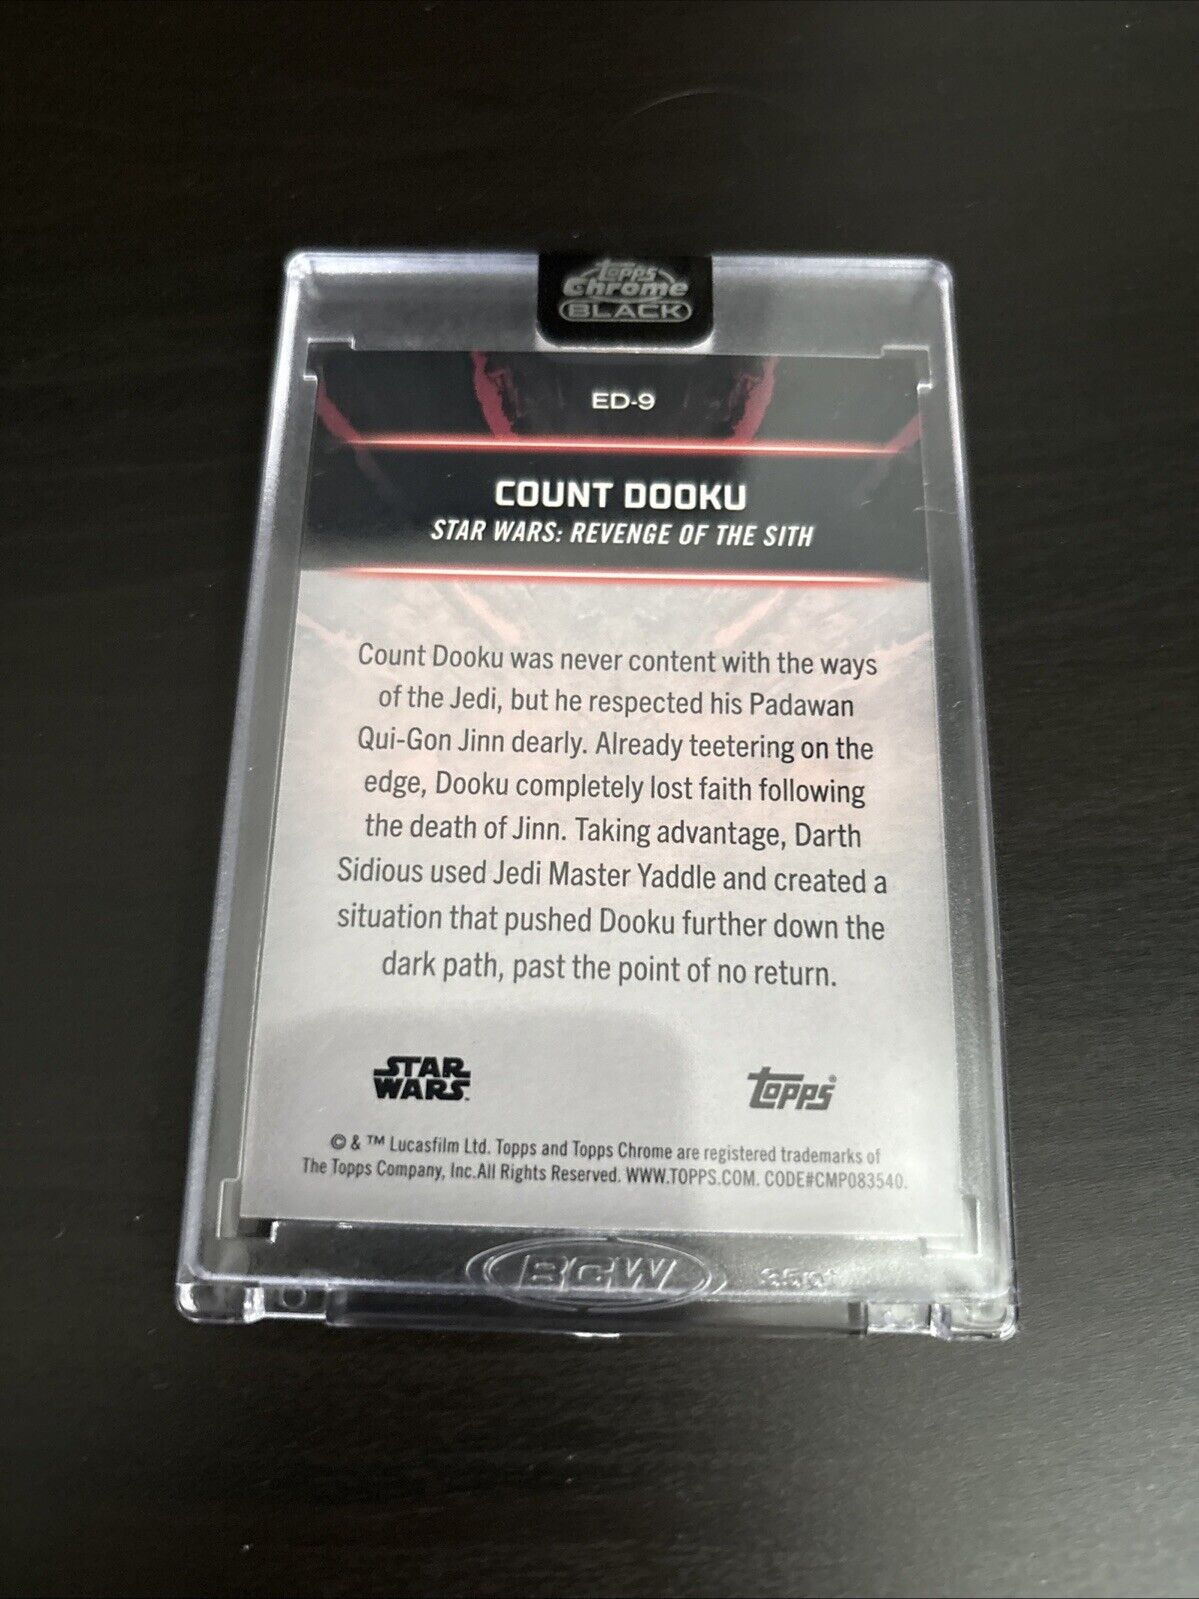 Topps
Chrome
BLACK
ED-9
COUNT DOOKU
STAR WARS: REVENGE OF THE SITH
Count Dooku was never content with the ways
of the Jedi, but he respected his Padawan
Qui-Gon Jinn dearly. Already teetering on the
edge, Dooku completely lost faith following
the death of Jinn. Taking advantage, Darth
Sidious used Jedi Master Yaddle and created a
situation that pushed Dooku further down the
dark path, past the point of no return.
STAR
WARS
Topps®
© & ™ Lucasfilm Ltd. Topps and Topps Chrome are registered trademarks of
The Topps Company, Inc.All Rights Reserved. WWW.TOPPS.COM. CODE#CMP083540.
BCW
35pt